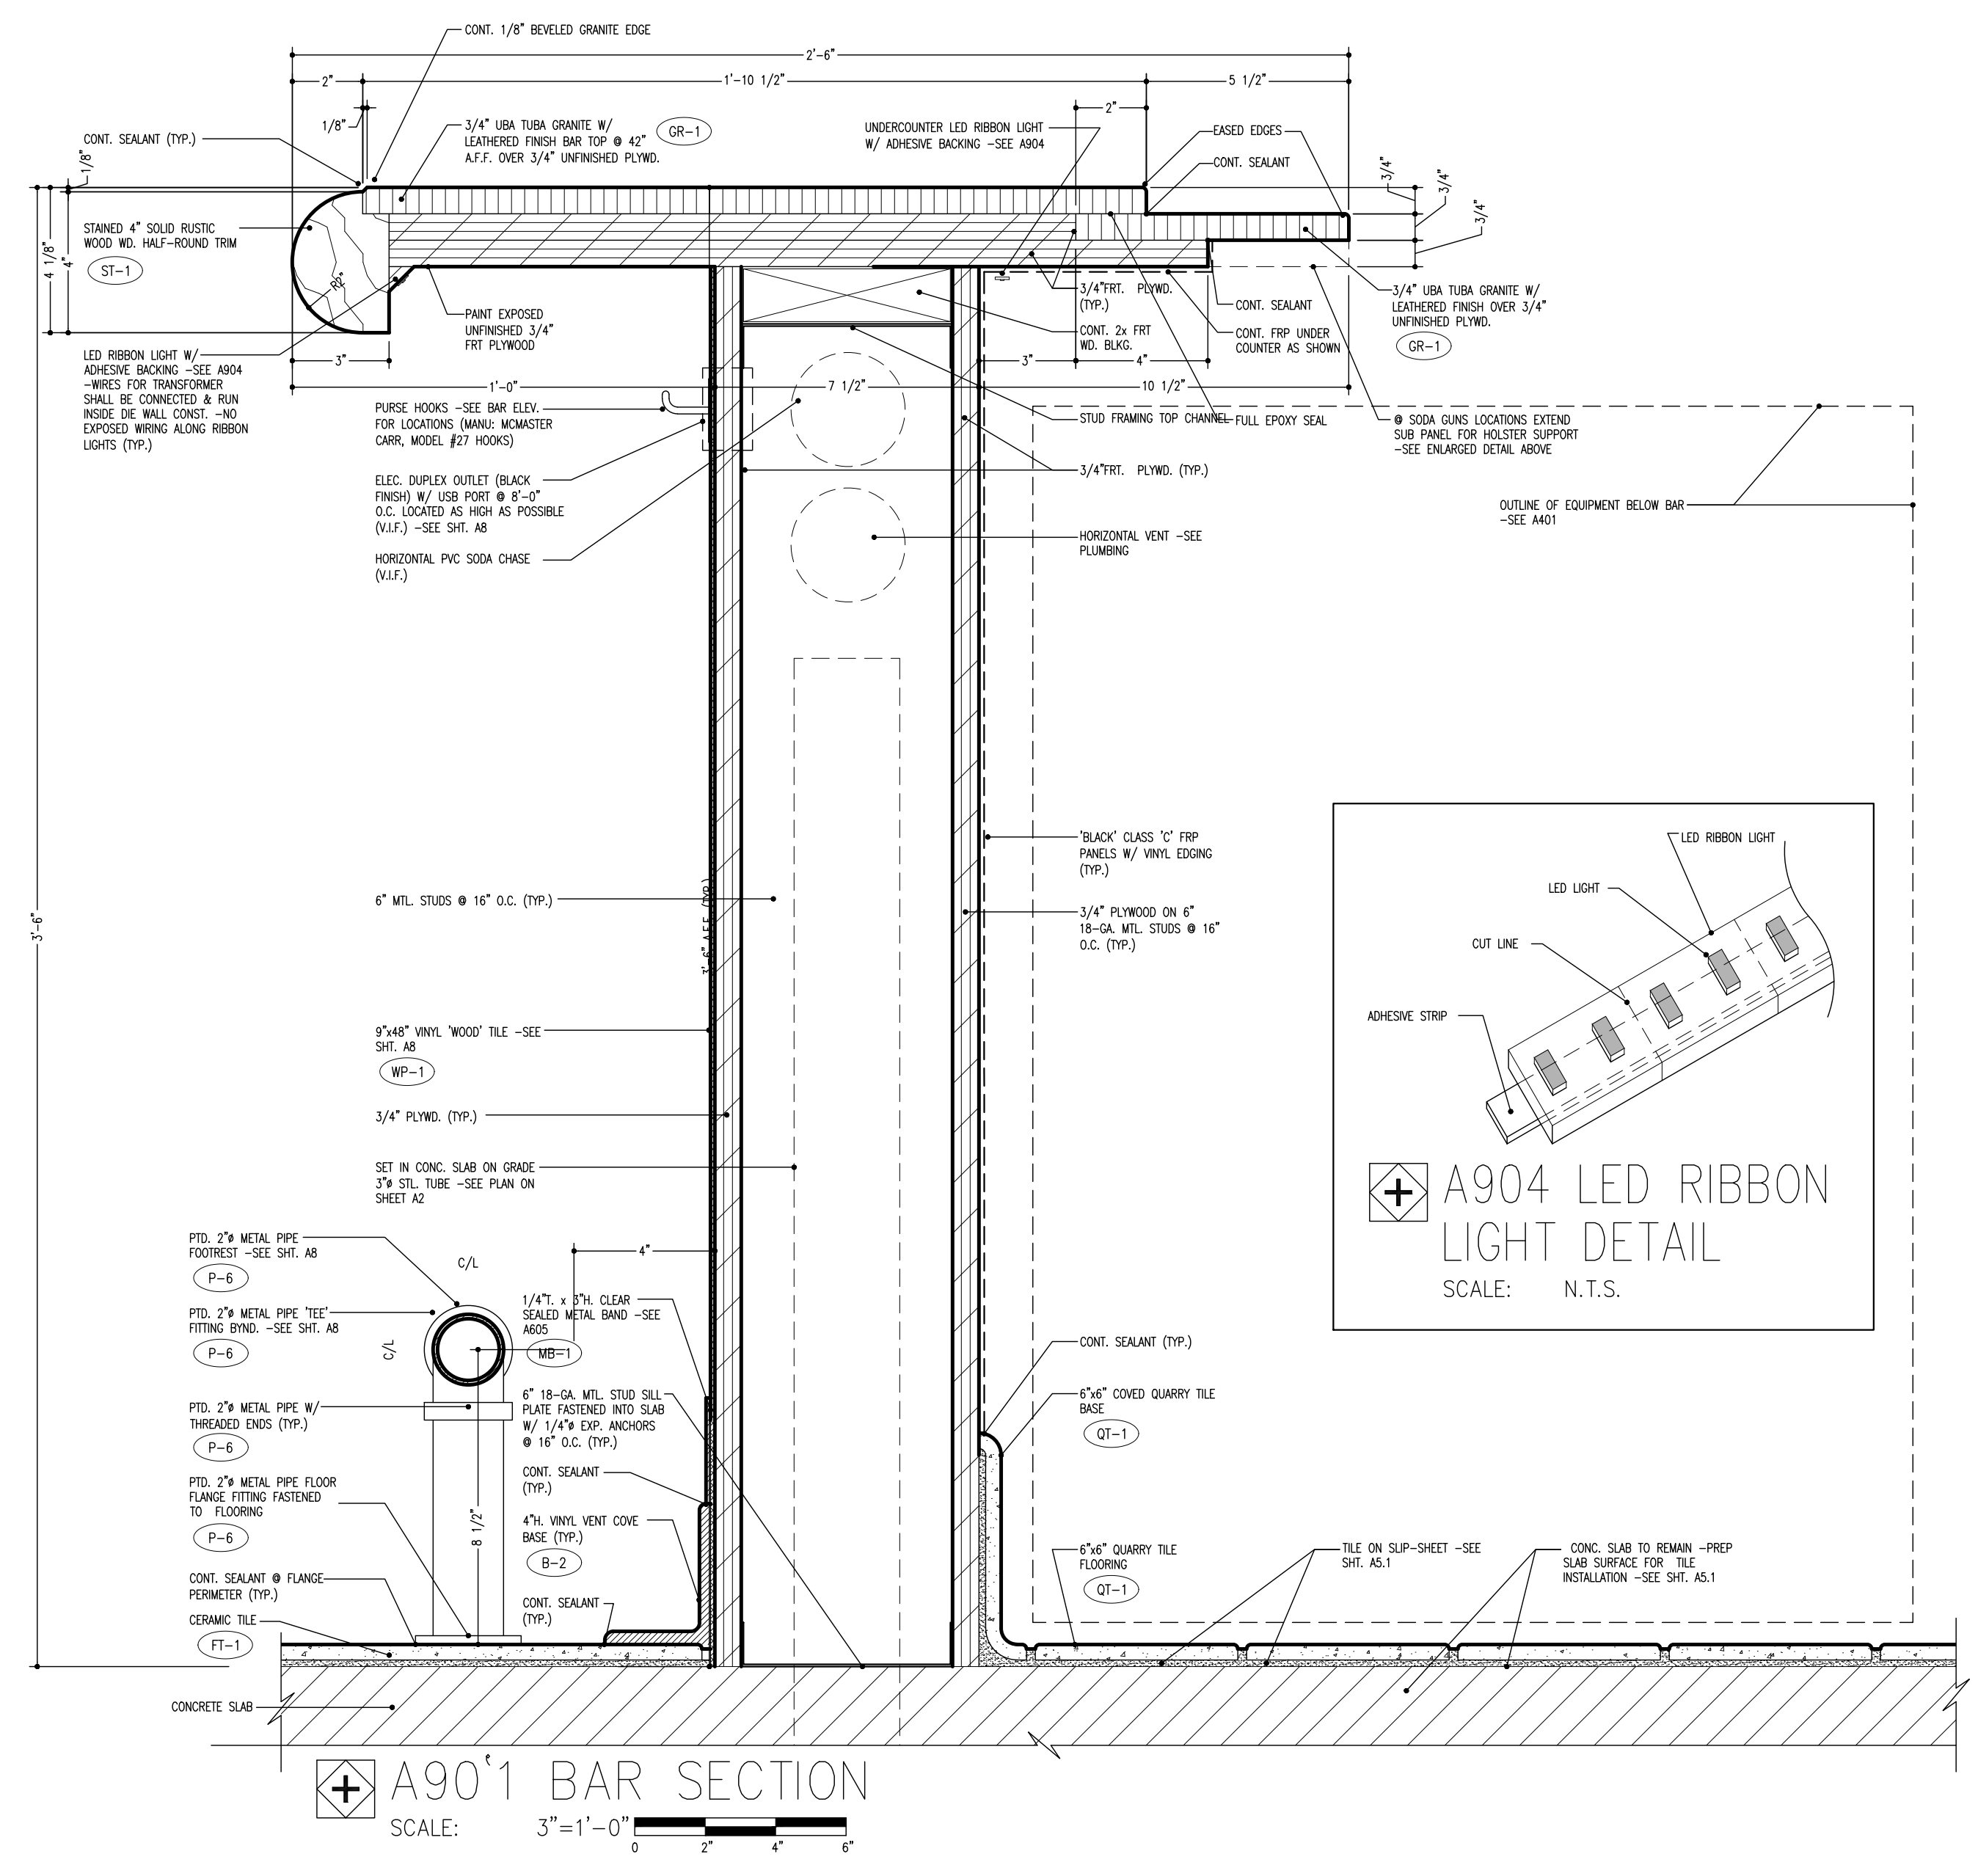 CONT. 1/8" BEVELED GRANITE EDGE
2'-6"
2"
1'-10 1/2"
5 1/2"
1/8"
2"
CONT. SEALANT (TYP.)
1/8"
3/4" UBA TUBA GRANITE W/
LEATHERED FINISH BAR TOP @ 42"
A.F.F. OVER 3/4" UNFINISHED PLYWD.
GR-1
UNDERCOUNTER LED RIBBON LIGHT
W/ ADHESIVE BACKING -SEE A904
EASED EDGES
CONT. SEALANT
3/4"
3/4"
3/4"
STAINED 4" SOLID RUSTIC
WOOD WD. HALF-ROUND TRIM
ST-1
4 1/8"
4"
R2"
LED RIBBON LIGHT W/
ADHESIVE BACKING -SEE A904
-WIRES FOR TRANSFORMER
SHALL BE CONNECTED & RUN
INSIDE DIE WALL CONST. -NO
EXPOSED WIRING ALONG RIBBON
LIGHTS (TYP.)
PAINT EXPOSED
UNFINISHED 3/4"
FRT PLYWOOD
3/4"FRT. PLYWD.
(TYP.)
CONT. 2x FRT
WD. BLKG.
CONT. SEALANT
CONT. FRP UNDER
COUNTER AS SHOWN
3/4" UBA TUBA GRANITE W/
LEATHERED FINISH OVER 3/4"
UNFINISHED PLYWD.
GR-1
3"
3"
4"
1'-0"
7 1/2"
10 1/2"
PURSE HOOKS -SEE BAR ELEV.
FOR LOCATIONS (MANU: MCMASTER
CARR, MODEL #27 HOOKS)
STUD FRAMING TOP CHANNEL
FULL EPOXY SEAL
@ SODA GUNS LOCATIONS EXTEND
SUB PANEL FOR HOLSTER SUPPORT
-SEE ENLARGED DETAIL ABOVE
3/4"FRT. PLYWD. (TYP.)
ELEC. DUPLEX OUTLET (BLACK
FINISH) W/ USB PORT @ 8'-0"
O.C. LOCATED AS HIGH AS POSSIBLE
(V.I.F.) -SEE SHT. A8
OUTLINE OF EQUIPMENT BELOW BAR
-SEE A401
HORIZONTAL VENT -SEE
PLUMBING
HORIZONTAL PVC SODA CHASE
(V.I.F.)
'BLACK' CLASS 'C' FRP
PANELS W/ VINYL EDGING
(TYP.)
LED RIBBON LIGHT
LED LIGHT
CUT LINE
ADHESIVE STRIP
A904 LED RIBBON
LIGHT DETAIL
SCALE: N.T.S.
3'-6"
6" MTL. STUDS @ 16" O.C. (TYP.)
3'-6" A.F.F. (TYP.)
3/4" PLYWOOD ON 6"
18-GA. MTL. STUDS @ 16"
O.C. (TYP.)
9"x48" VINYL 'WOOD' TILE -SEE
SHT. A8
WP-1
3/4" PLYWD. (TYP.)
SET IN CONC. SLAB ON GRADE
3"ø STL. TUBE -SEE PLAN ON
SHEET A2
PTD. 2"ø METAL PIPE
FOOTREST -SEE SHT. A8
P-6
C/L
4"
PTD. 2"ø METAL PIPE 'TEE'
FITTING BYND. -SEE SHT. A8
P-6
C/L
1/4"T. x 3"H. CLEAR
SEALED METAL BAND -SEE
A605
MB-1
PTD. 2"ø METAL PIPE W/
THREADED ENDS (TYP.)
P-6
6" 18-GA. MTL. STUD SILL
PLATE FASTENED INTO SLAB
W/ 1/4"ø EXP. ANCHORS
@ 16" O.C. (TYP.)
CONT. SEALANT (TYP.)
6"x6" COVED QUARRY TILE
BASE
QT-1
PTD. 2"ø METAL PIPE FLOOR
FLANGE FITTING FASTENED
TO FLOORING
P-6
8 1/2"
CONT. SEALANT
(TYP.)
4"H. VINYL VENT COVE
BASE (TYP.)
B-2
CONT. SEALANT @ FLANGE
PERIMETER (TYP.)
CONT. SEALANT
(TYP.)
CERAMIC TILE
FT-1
6"x6" QUARRY TILE
FLOORING
QT-1
TILE ON SLIP-SHEET -SEE
SHT. A5.1
CONC. SLAB TO REMAIN -PREP
SLAB SURFACE FOR TILE
INSTALLATION -SEE SHT. A5.1
CONCRETE SLAB
A90'1 BAR SECTION
SCALE: 3"=1'-0"
0 2" 4" 6"